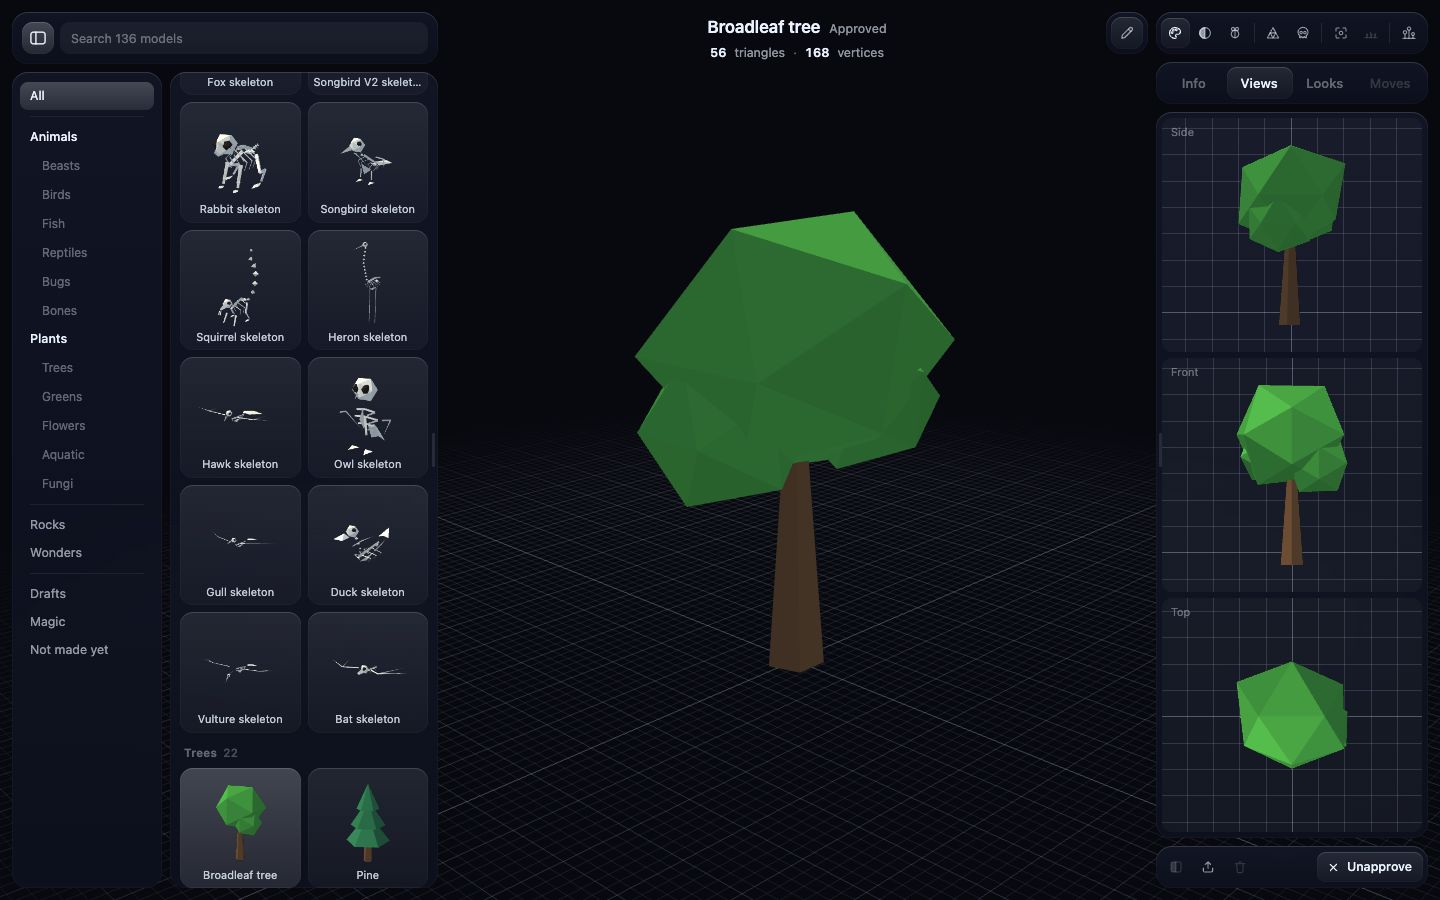 Search 136 models
Broadleaf tree Approved
56 triangles · 168 vertices
All
Animals
Beasts
Birds
Fish
Reptiles
Bugs
Bones
Plants
Trees
Greens
Flowers
Aquatic
Fungi
Rocks
Wonders
Drafts
Magic
Not made yet
Fox skeleton
Songbird V2 skelet...
Rabbit skeleton
Songbird skeleton
Squirrel skeleton
Heron skeleton
Hawk skeleton
Owl skeleton
Gull skeleton
Duck skeleton
Vulture skeleton
Bat skeleton
Trees 22
Broadleaf tree
Pine
Info
Views
Looks
Moves
Side
Front
Top
Unapprove